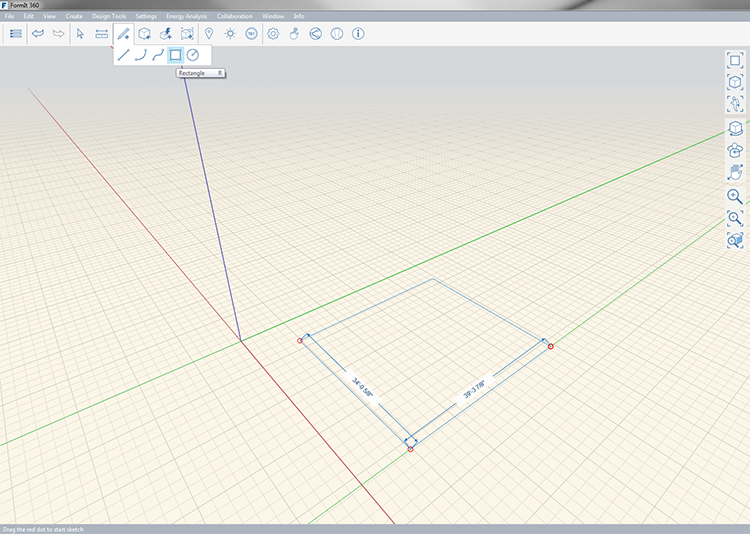 F FormIt 360
File Edit View Create Design Tools Settings Energy Analysis Collaboration Window Info
Rectangle R
34'-0 5/8"
39'-3 7/8"
Drag the red dot to start sketch